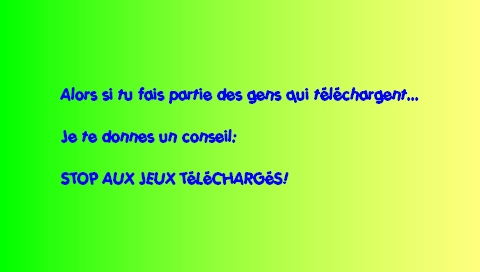 Alors si tu fais partie des gens qui téléchargent...
Je te donnes un conseil:
STOP AUX JEUX TéLéCHARGéS!